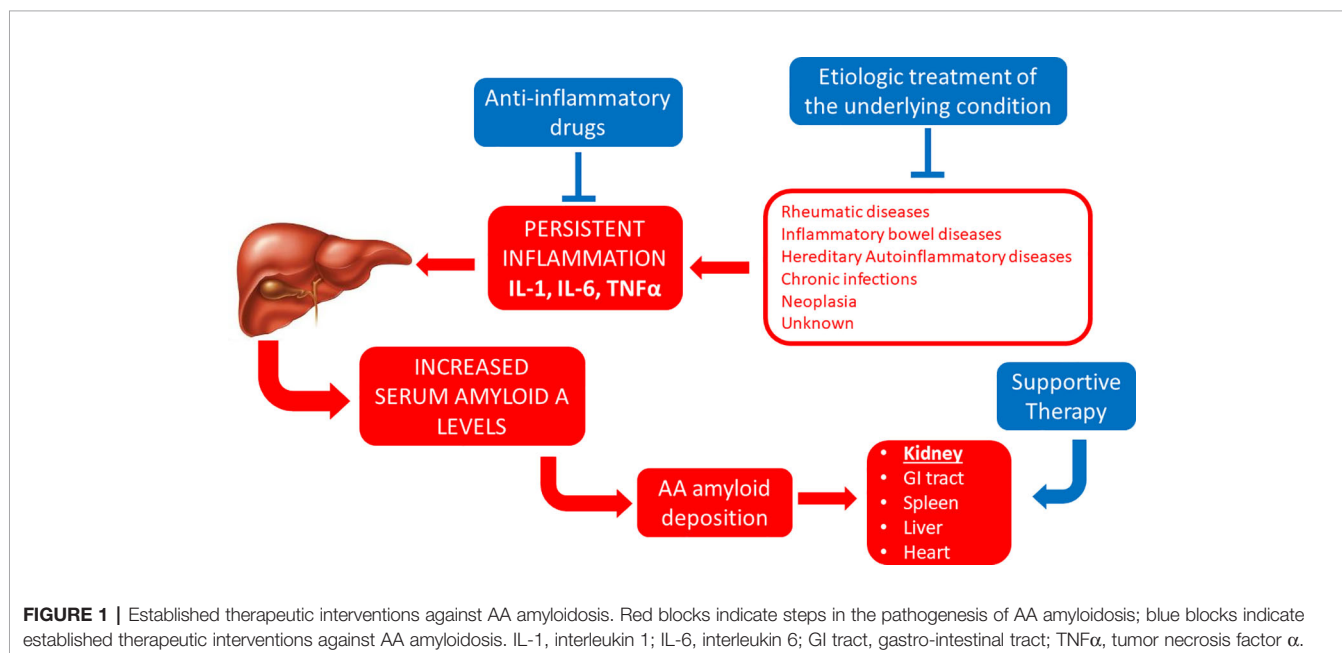 Anti-inflammatory
drugs
Etiologic treatment of
the underlying condition
PERSISTENT
INFLAMMATION
IL-1, IL-6, TNFα
Rheumatic diseases
Inflammatory bowel diseases
Hereditary Autoinflammatory diseases
Chronic infections
Neoplasia
Unknown
INCREASED
SERUM AMYLOID A
LEVELS
Supportive
Therapy
AA amyloid
deposition
• Kidney
• GI tract
• Spleen
• Liver
• Heart
FIGURE 1 | Established therapeutic interventions against AA amyloidosis. Red blocks indicate steps in the pathogenesis of AA amyloidosis; blue blocks indicate
established therapeutic interventions against AA amyloidosis. IL-1, interleukin 1; IL-6, interleukin 6; GI tract, gastro-intestinal tract; TNFα, tumor necrosis factor α.